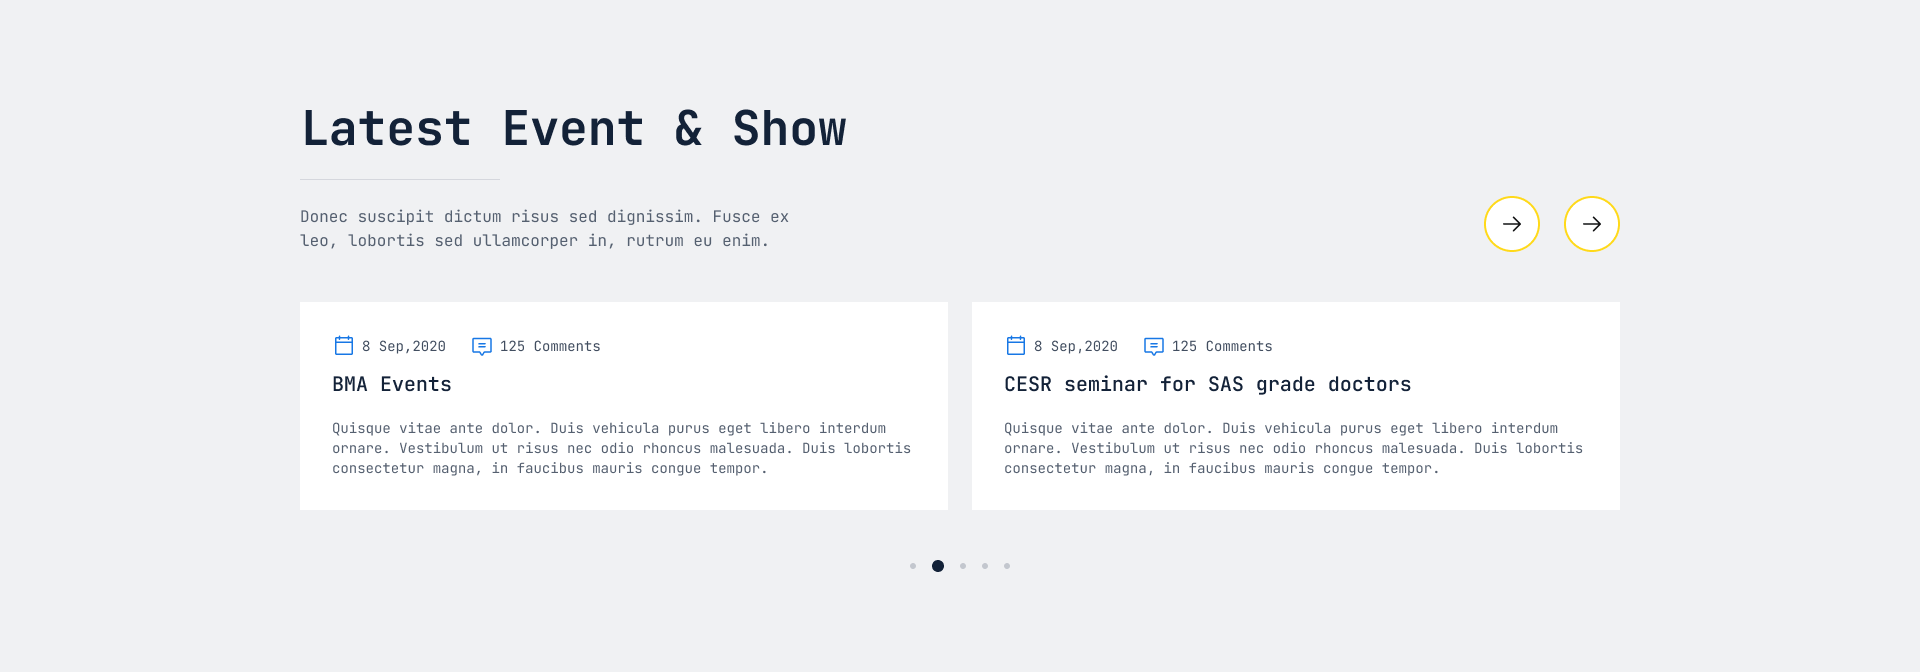 Latest Event & Show
Donec suscipit dictum risus sed dignissim. Fusce ex
leo, lobortis sed ullamcorper in, rutrum eu enim.
8 Sep,2020 125 Comments
BMA Events
Quisque vitae ante dolor. Duis vehicula purus eget libero interdum
ornare. Vestibulum ut risus nec odio rhoncus malesuada. Duis lobortis
consectetur magna, in faucibus mauris congue tempor.
8 Sep,2020 125 Comments
CESR seminar for SAS grade doctors
Quisque vitae ante dolor. Duis vehicula purus eget libero interdum
ornare. Vestibulum ut risus nec odio rhoncus malesuada. Duis lobortis
consectetur magna, in faucibus mauris congue tempor.